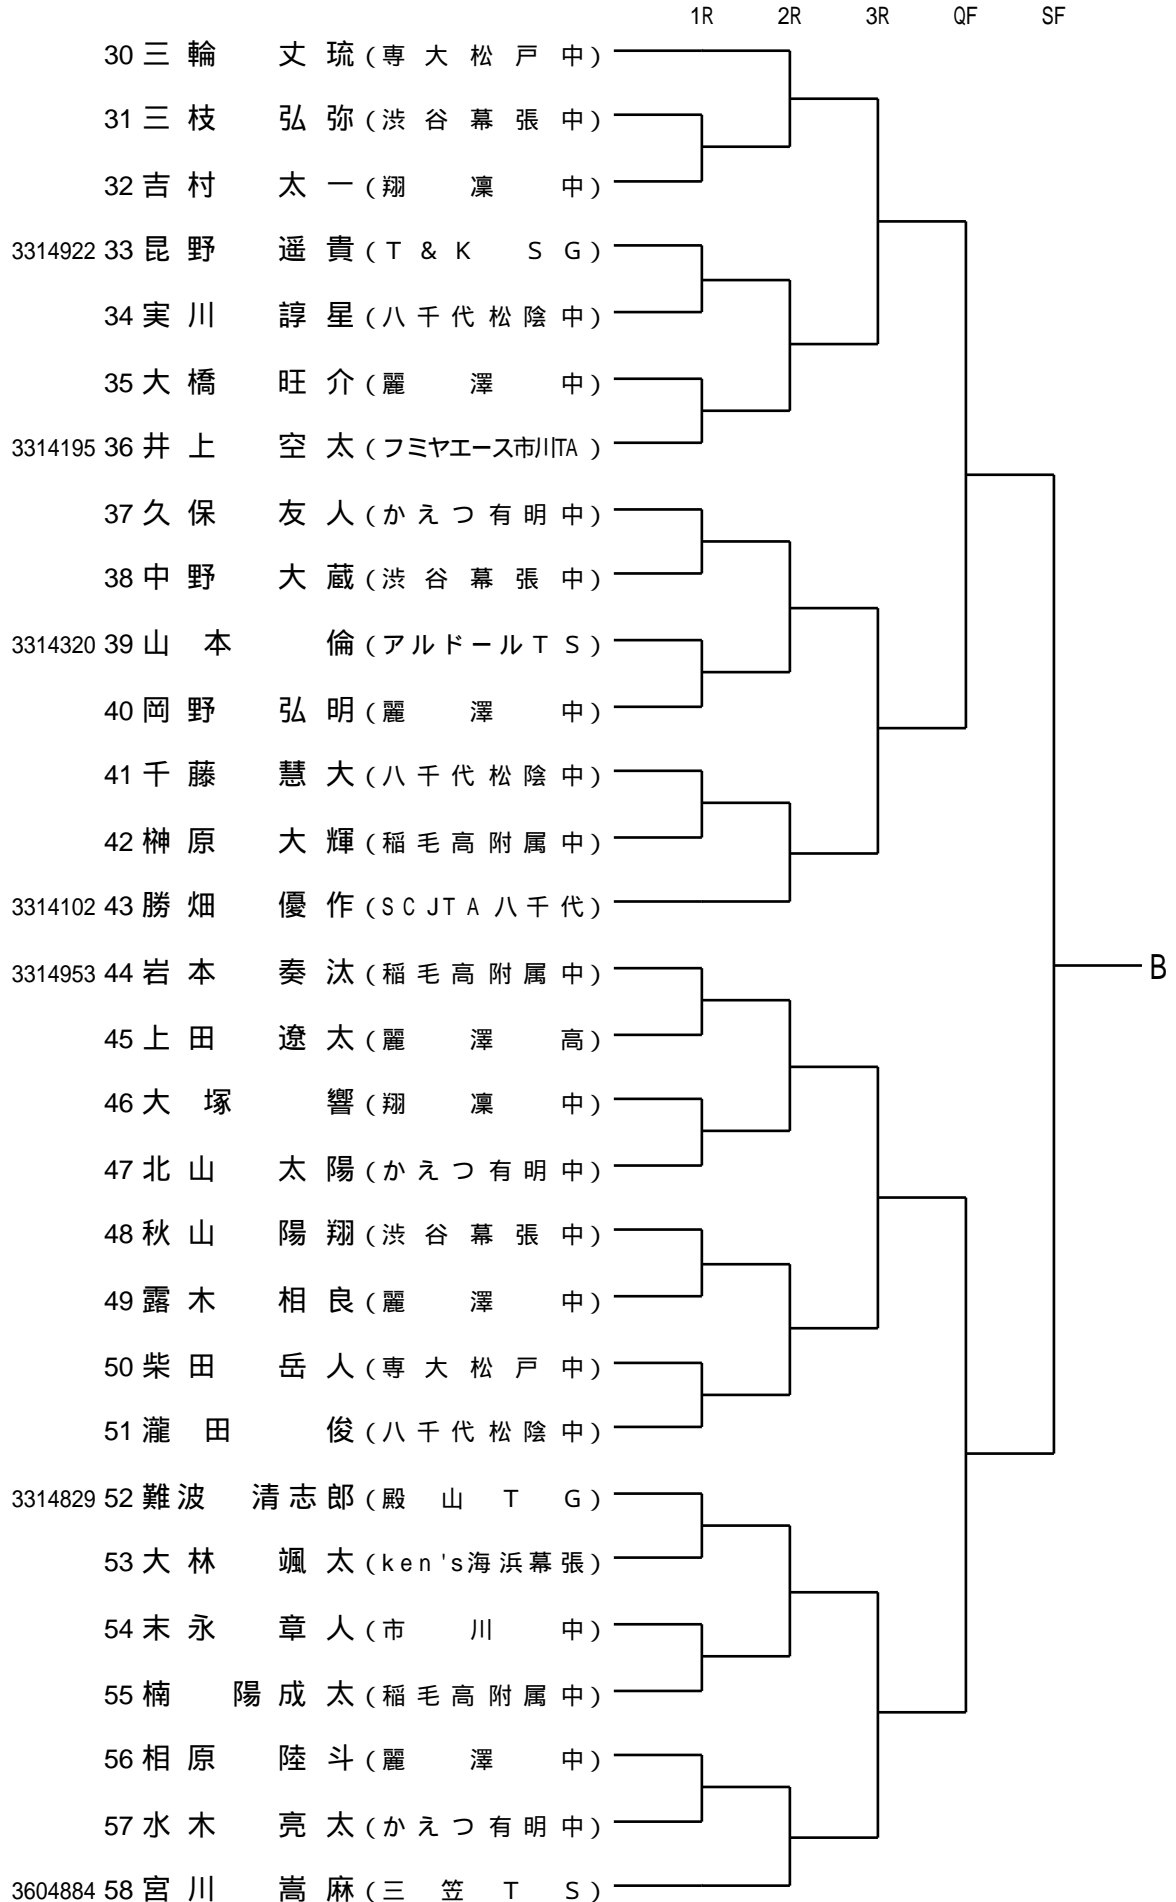 1R 2R 3R QF SF
30 三輪 丈琉 (専大松戸中)
31 三枝 弘弥 (渋谷幕張中)
32 吉村 太一 (翔凜中)
3314922 33 昆野 遥貴 (T&K SG)
34 実川 諄星 (八千代松陰中)
35 大橋 旺介 (麗澤中)
3314195 36 井上 空太 (フミヤエース市川TA)
37 久保 友人 (かえつ有明中)
38 中野 大蔵 (渋谷幕張中)
3314320 39 山本 倫 (アルドールTS)
40 岡野 弘明 (麗澤中)
41 千藤 慧大 (八千代松陰中)
42 榊原 大輝 (稲毛高附属中)
3314102 43 勝畑 優作 (SCJTA八千代)
3314953 44 岩本 奏汰 (稲毛高附属中)
B
45 上田 遼太 (麗澤高)
46 大塚 響 (翔凜中)
47 北山 太陽 (かえつ有明中)
48 秋山 陽翔 (渋谷幕張中)
49 露木 相良 (麗澤中)
50 柴田 岳人 (専大松戸中)
51 瀧田 俊 (八千代松陰中)
3314829 52 難波 清志郎 (殿山TG)
53 大林 颯太 (ken's海浜幕張)
54 末永 章人 (市川中)
55 楠 陽成太 (稲毛高附属中)
56 相原 陸斗 (麗澤中)
57 水木 亮太 (かえつ有明中)
3604884 58 宮川 嵩麻 (三笠TS)